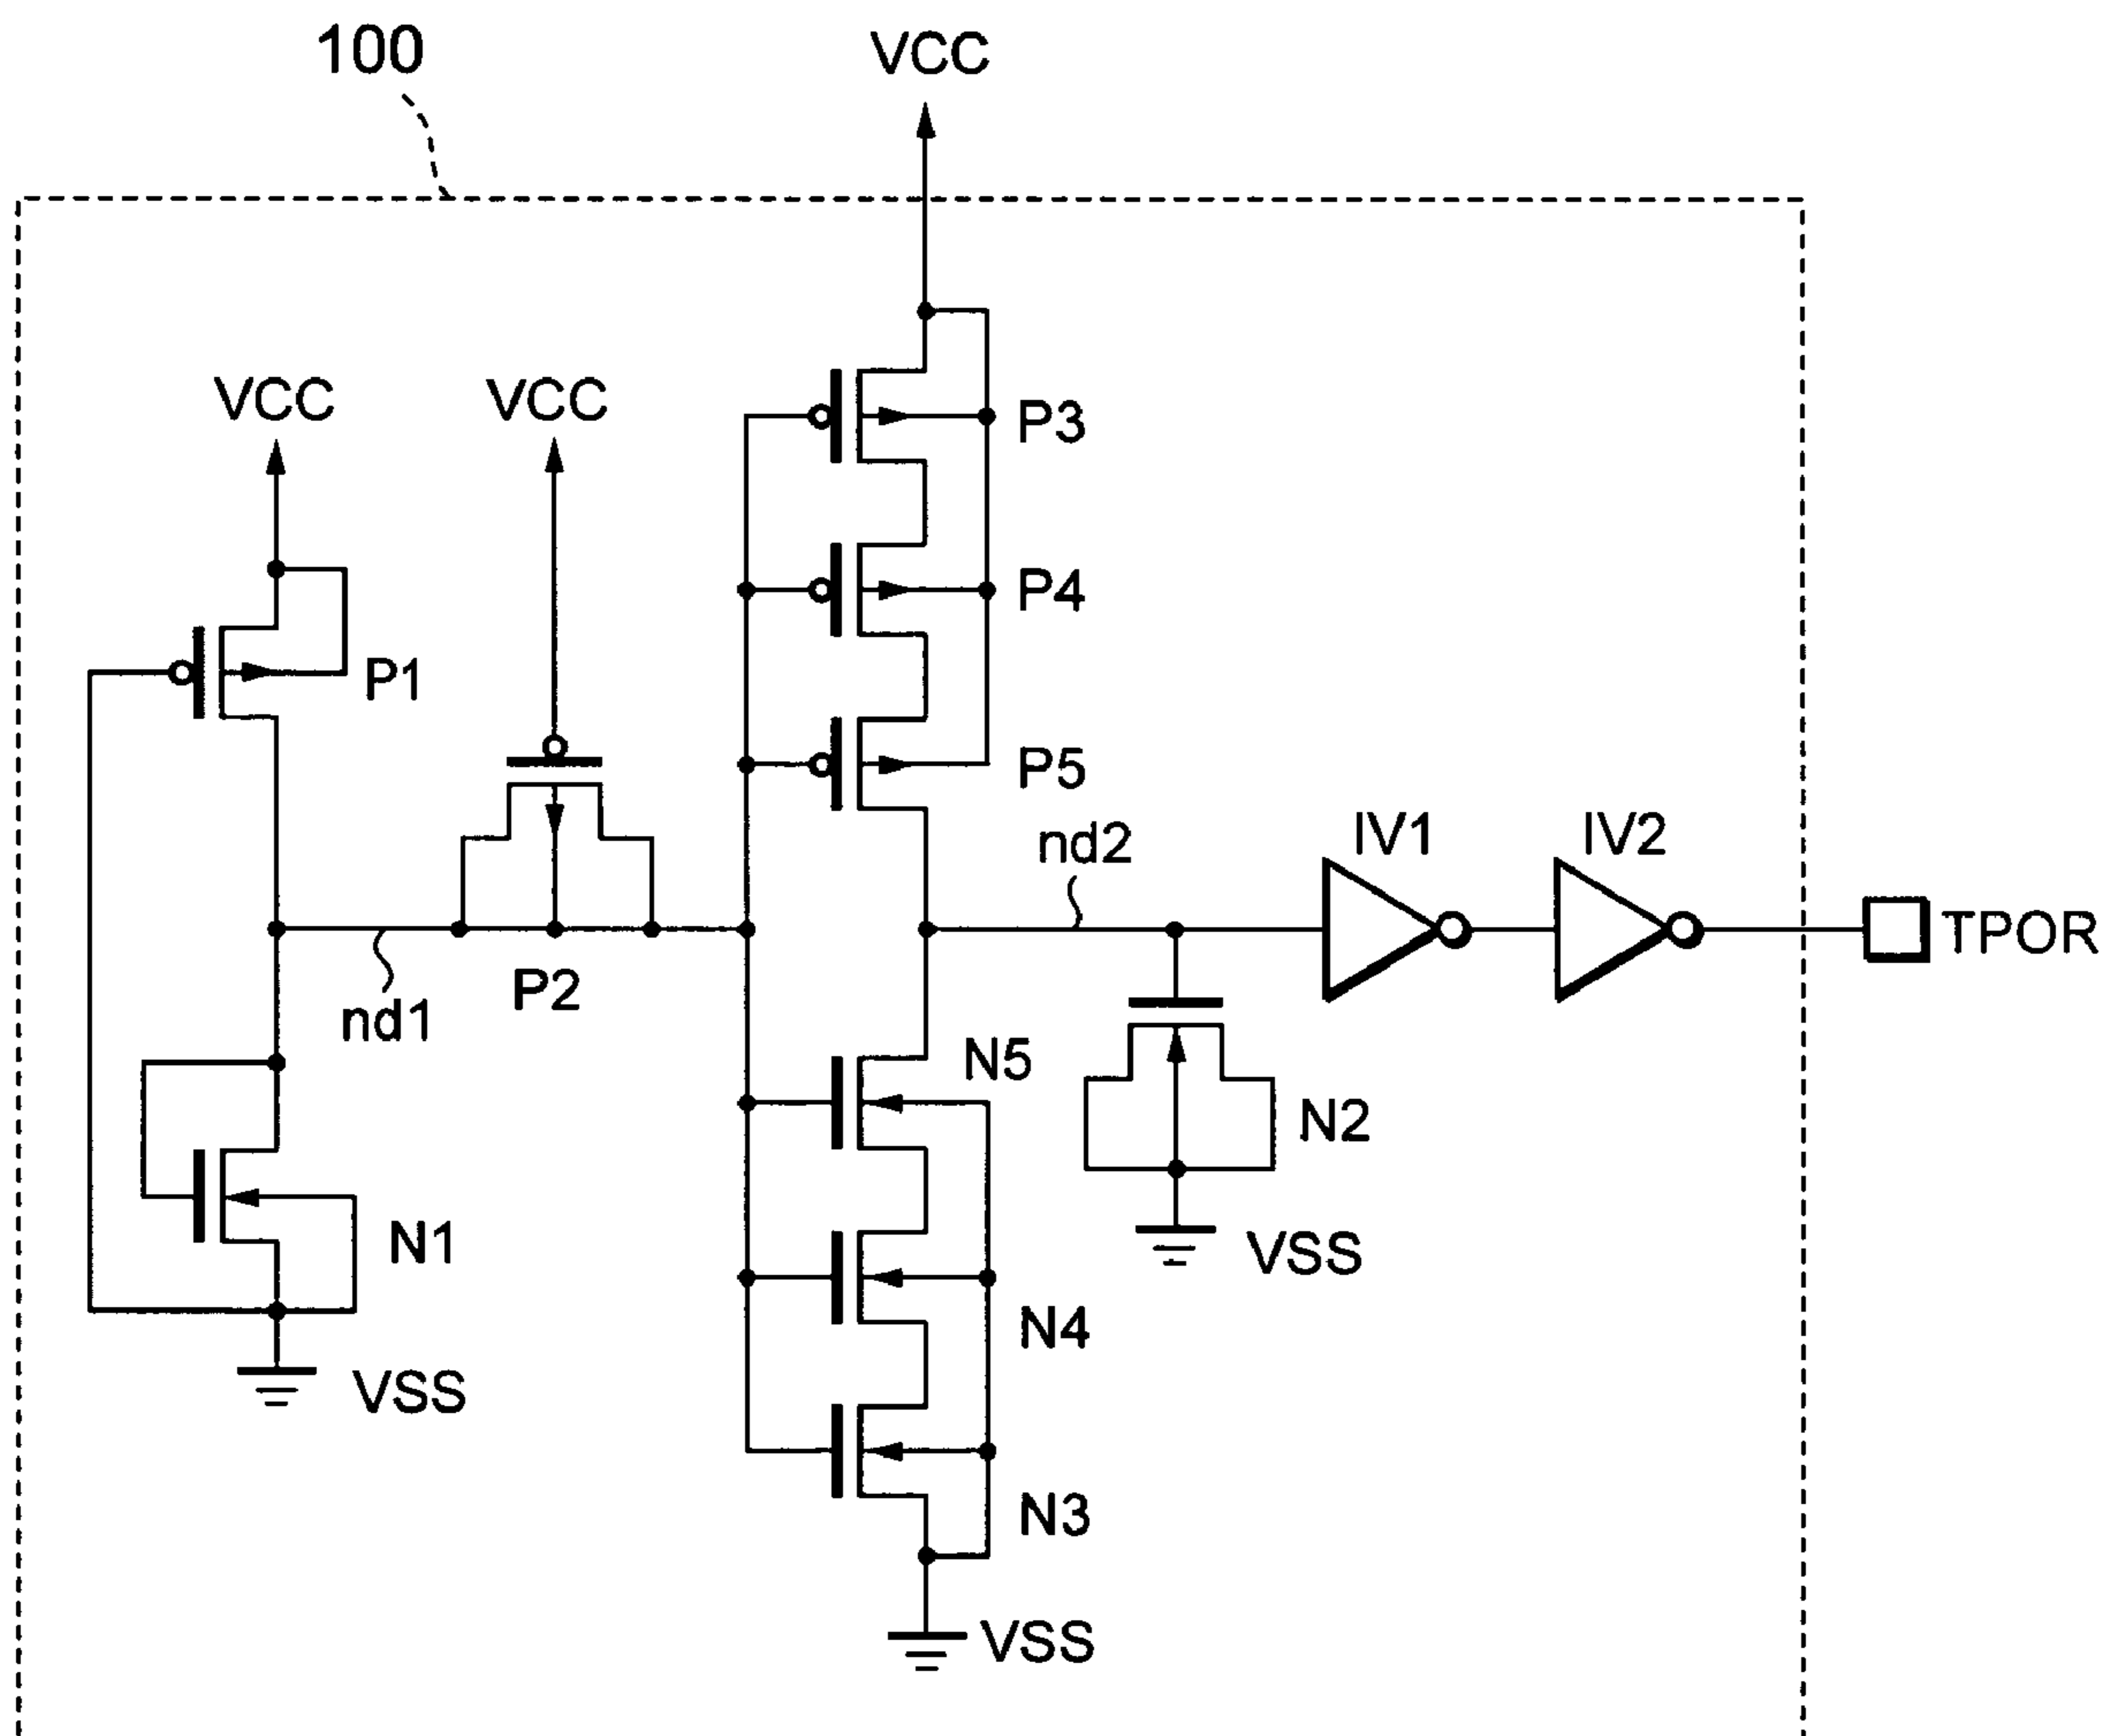 100
VCC
VCC
VCC
P3
P4
P1
P5
nd2
IV1
IV2
TPOR
P2
nd1
N5
N2
N1
VSS
N4
VSS
N3
VSS